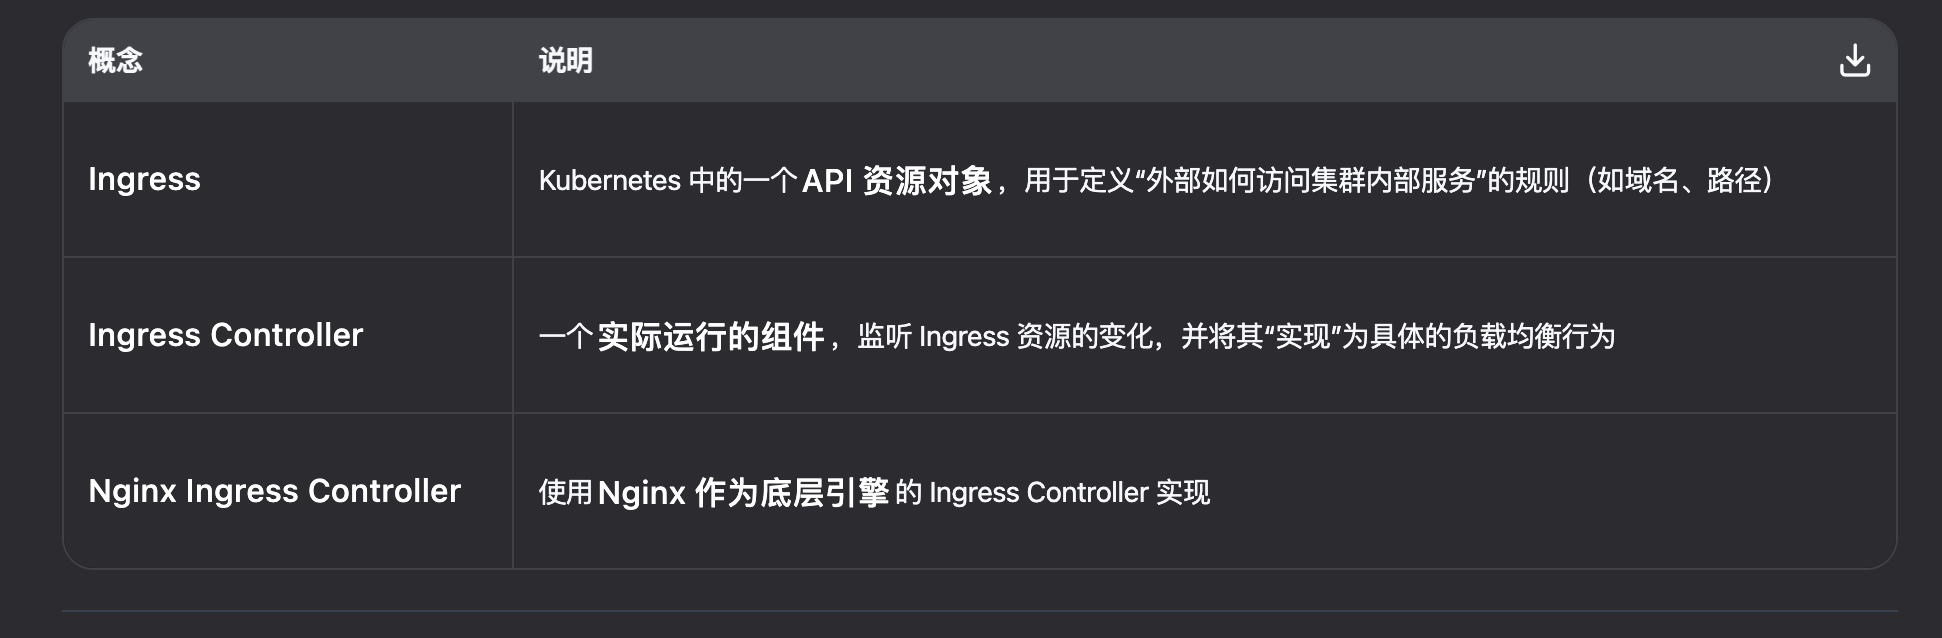 概念 说明
Ingress Kubernetes 中的一个 API 资源对象，用于定义“外部如何访问集群内部服务”的规则（如域名、路径）
Ingress Controller 一个实际运行的组件，监听 Ingress 资源的变化，并将其“实现”为具体的负载均衡行为
Nginx Ingress Controller 使用 Nginx 作为底层引擎 的 Ingress Controller 实现